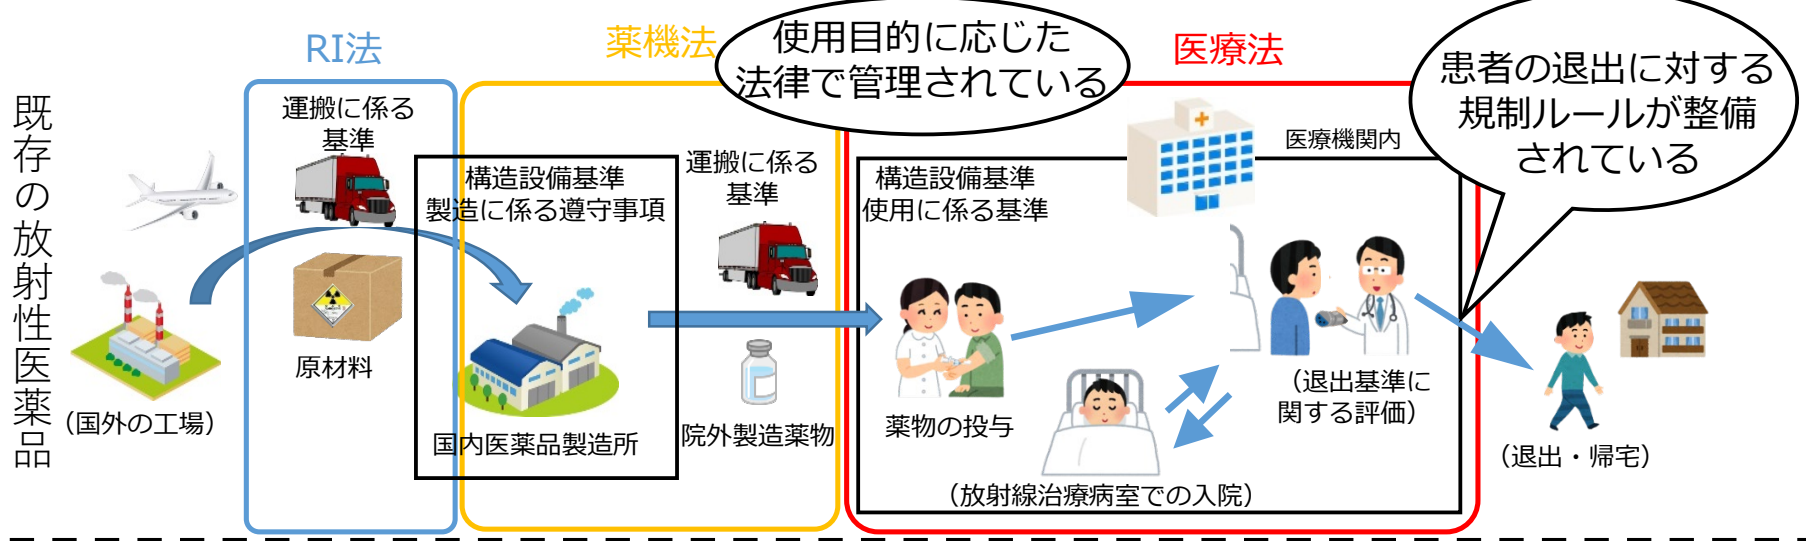 既存の放射性医薬品
RI法
薬機法
使用目的に応じた
法律で管理されている
医療法
患者の退出に対する
規制ルールが整備
されている
運搬に係る
基準
構造設備基準
製造に係る遵守事項
運搬に係る
基準
医療機関内
構造設備基準
使用に係る基準
原材料
（国外の工場）
国内医薬品製造所
院外製造薬物
薬物の投与
（退出基準に
関する評価）
（放射線治療病室での入院）
（退出・帰宅）